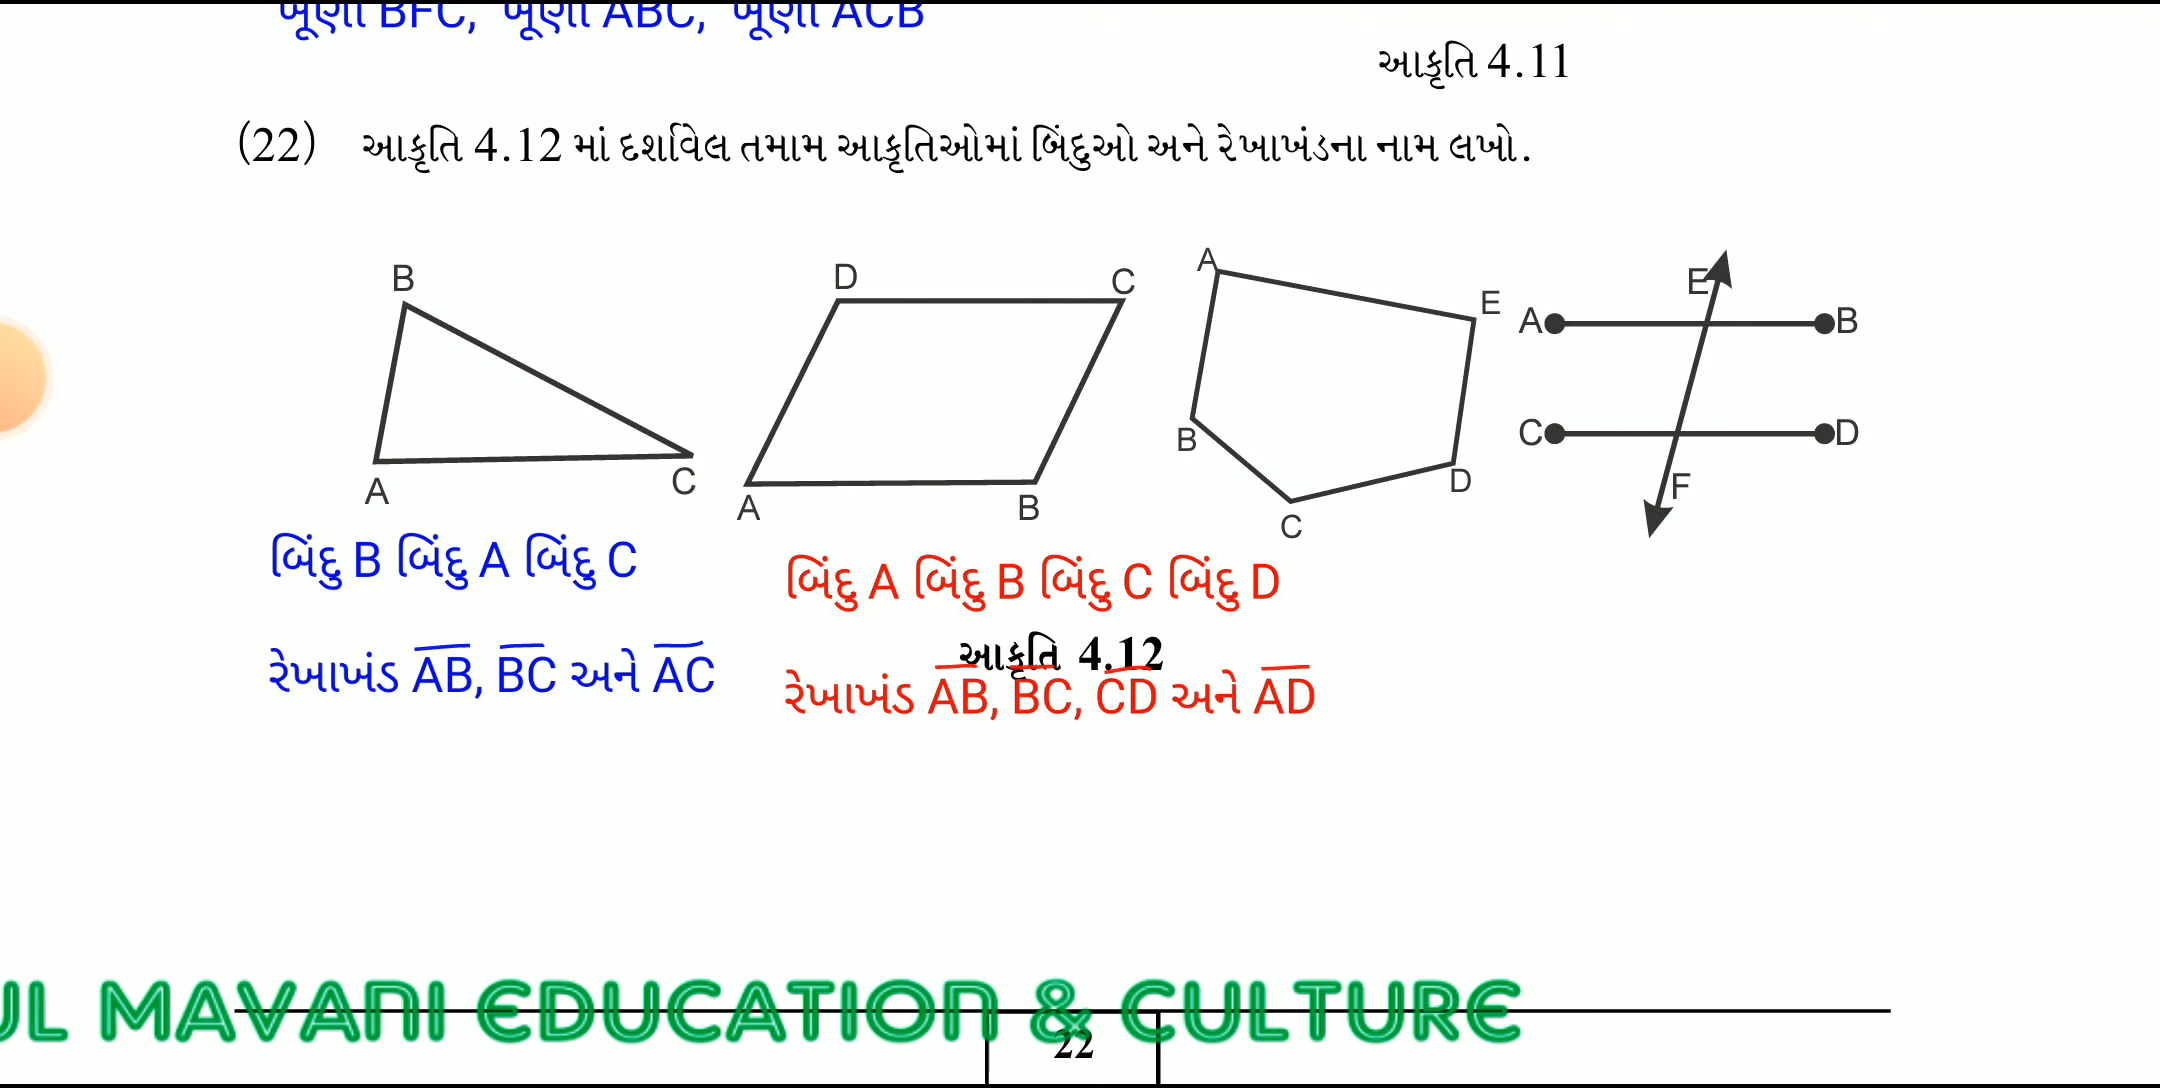 ખૂણો BFC, ખૂણો ABC, ખૂણો ACB
આકૃતિ 4.11
(22) આકૃતિ 4.12 માં દર્શાવેલ તમામ આકૃતિઓમાં બિંદુઓ અને રેખાખંડના નામ લખો.
B
A
C
D
C
A
B
A
E
B
D
C
E
A B
C D
F
બિંદુ B બિંદુ A બિંદુ C
બિંદુ A બિંદુ B બિંદુ C બિંદુ D
આકૃતિ 4.12
રેખાખંડ AB, BC અને AC
રેખાખંડ AB, BC, CD અને AD
UL MAVANI EDUCATION & CULTURE
22